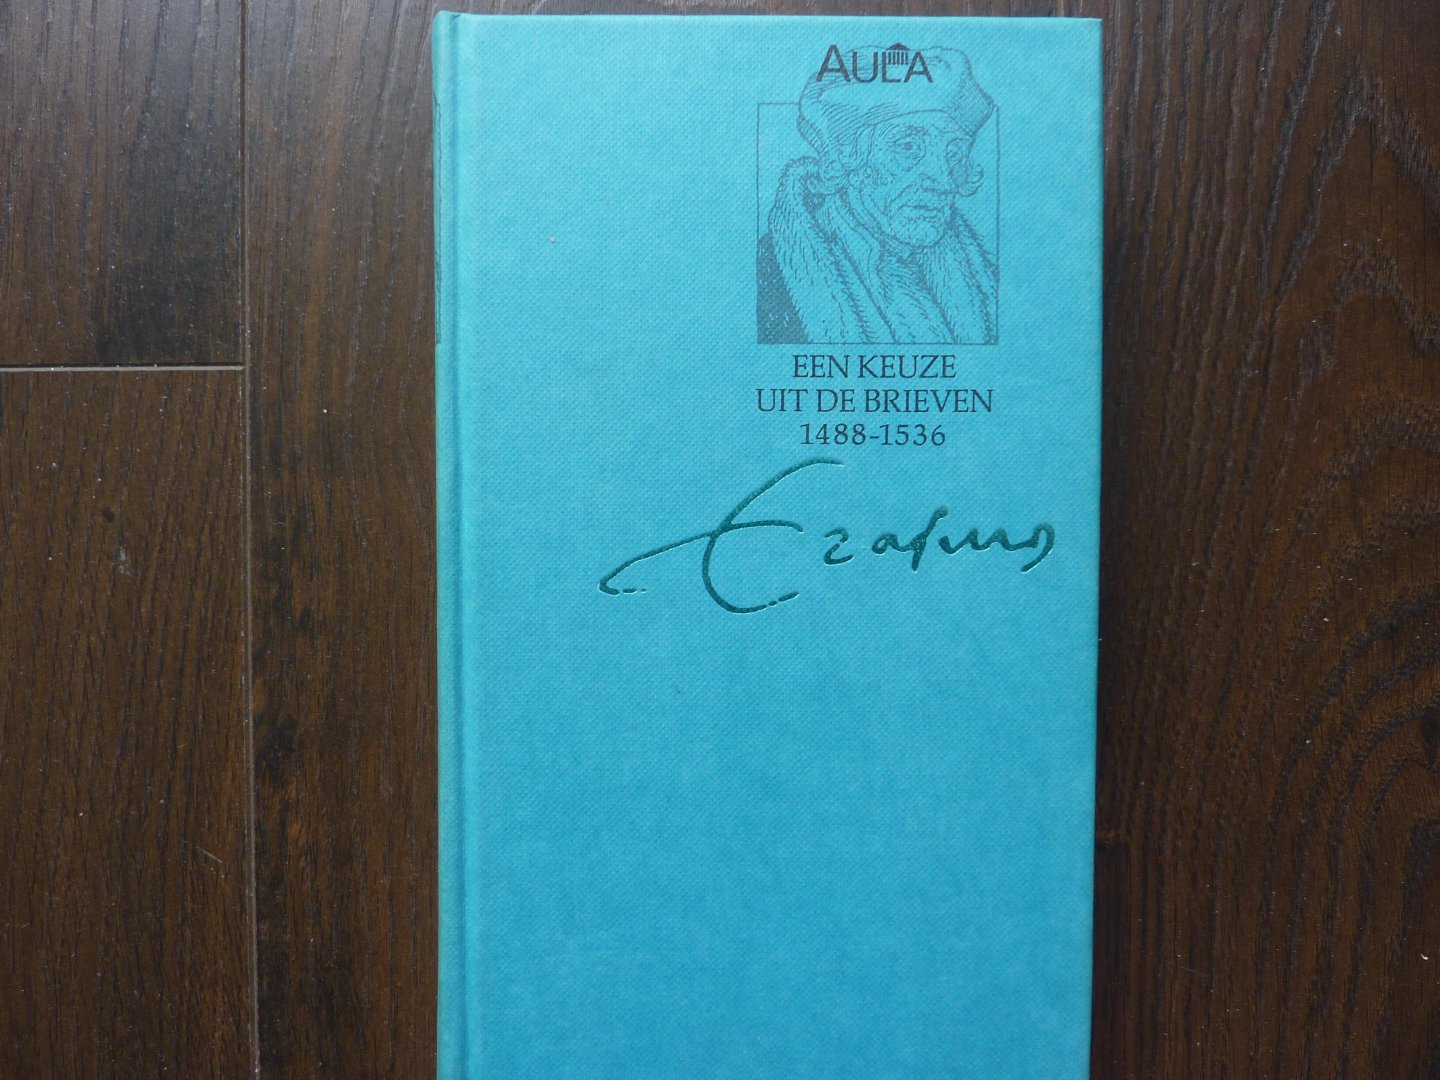 AULA
EEN KEUZE
UIT DE BRIEVEN
1488-1536
Erasmus